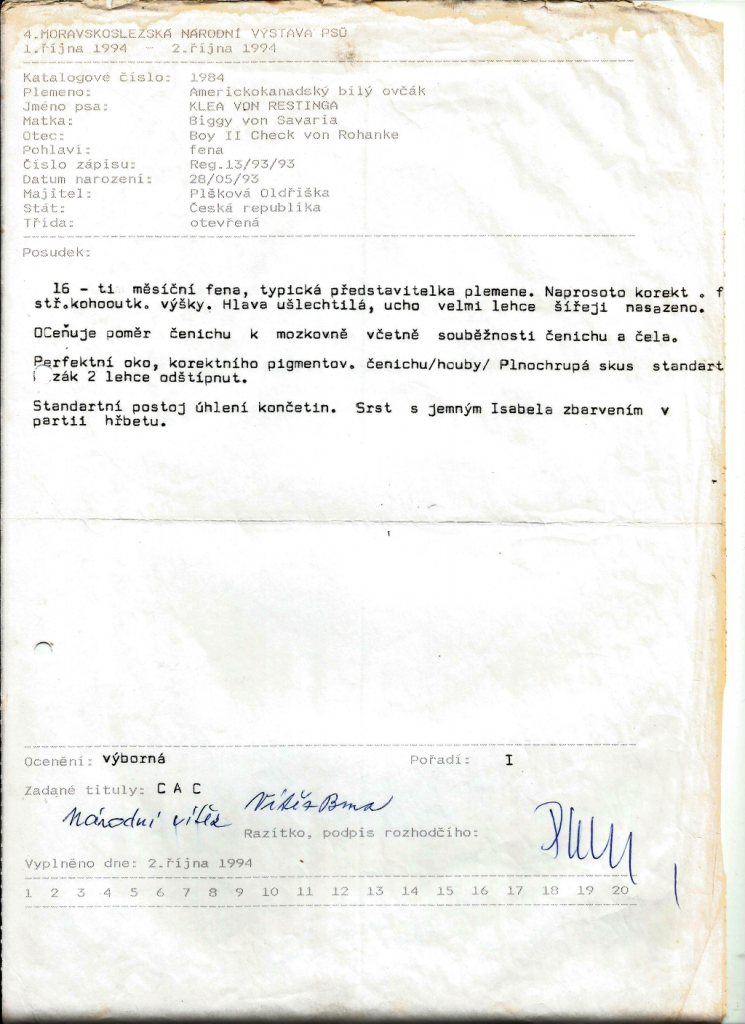 4.MORAVSKOSLEZSKÁ NÁRODNÍ VÝSTAVA PSŮ
1.října 1994 - 2.října 1994
Katalogové číslo: 1984
Plemeno: Americkokanadský bílý ovčák
Jméno psa: KLEA VON RESTINGA
Matka: Biggy von Savaria
Otec: Boy II Check von Rohanke
Pohlaví: fena
Číslo zápisu: Reg.13/93/93
Datum narození: 28/05/93
Majitel: Plšková Oldřiška
Stát: Česká republika
Třída: otevřená
Posudek:
16 - ti měsíční fena, typická představitelka plemene. Naprosoto korekt . f
stř.kohooutk. výšky. Hlava ušlechtilá, ucho velmi lehce šířeji nasazeno.
OCeňuje poměr čenichu k mozkovně včetně souběžnosti čenichu a čela.
Perfektní oko, korektního pigmentov. čenichu/houby/ Plnochrupá skus standart
zák 2 lehce odštípnut.
Standartní postoj úhlení končetin. Srst s jemným Isabela zbarvením v
partii hřbetu.
Ocenění: výborná Pořadí: I
Zadané tituly: C A C
Národní vítěz Vítěz Brna
Razítko, podpis rozhodčího:
Vyplněno dne: 2.října 1994
1 2 3 4 5 6 7 8 9 10 11 12 13 14 15 16 17 18 19 20